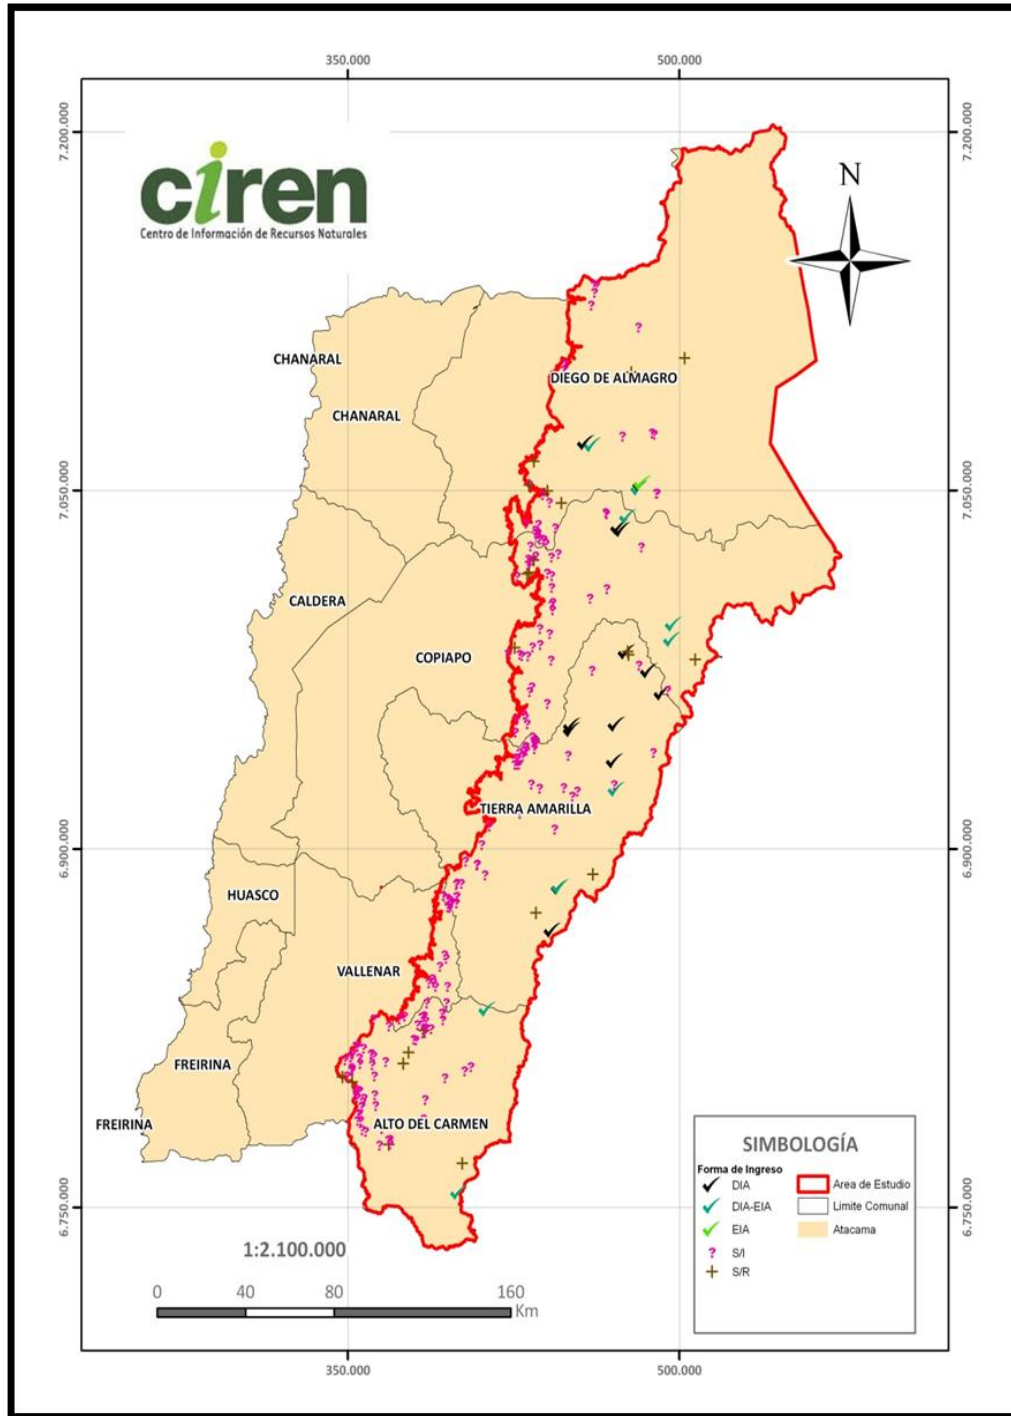 350.000
500.000
7.200.000
7.200.000
ciren
Centro de Información de Recursos Naturales
N
CHANARAL
DIEGO DE ALMAGRO
CHANARAL
7.050.000
7.050.000
CALDERA
COPIAPO
TIERRA AMARILLA
6.900.000
6.900.000
HUASCO
VALLENAR
FREIRINA
FREIRINA
ALTO DEL CARMEN
SIMBOLOGÍA
Forma de Ingreso
DIA
DIA-EIA
EIA
S/I
S/R
Area de Estudio
Limite Comunal
Atacama
6.750.000
6.750.000
1:2.100.000
0 40 80 160
Km
350.000
500.000